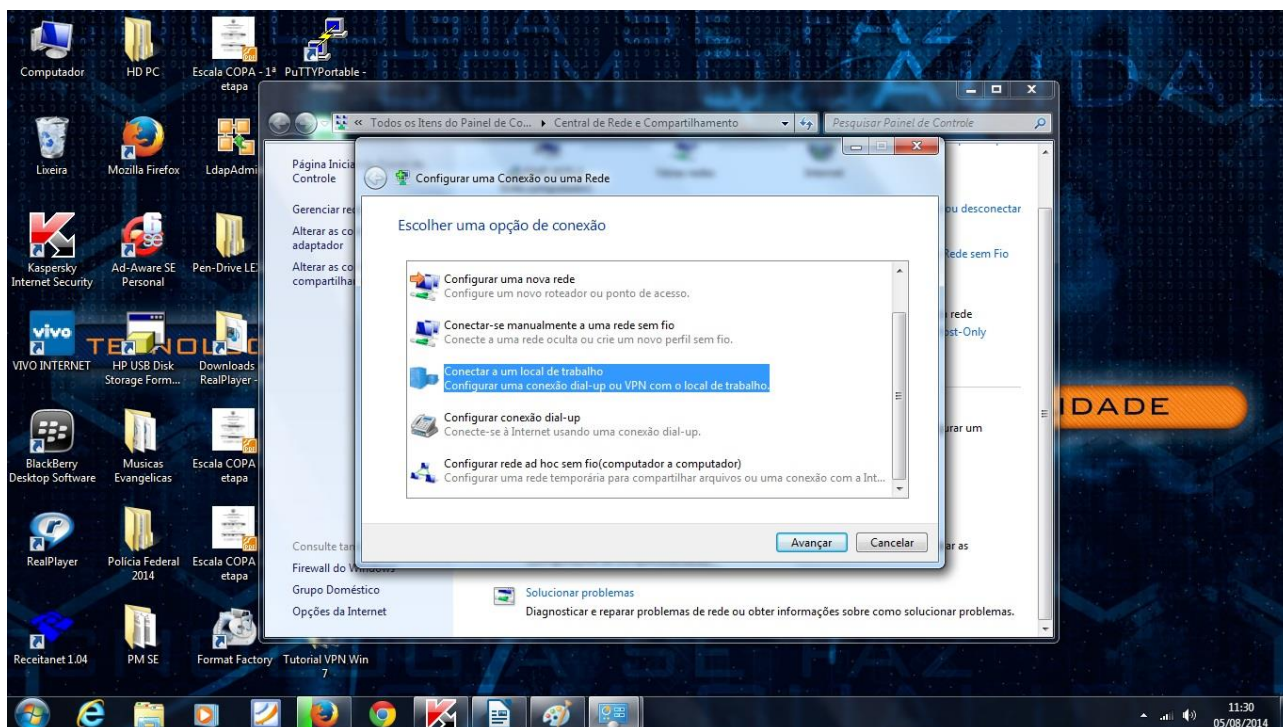 Computador
HD PC
Escala COPA - 1ª
etapa
PuTTYPortable -
Lixeira
Mozilla Firefox
LdapAdmi
Kaspersky
Internet Security
Ad-Aware SE
Personal
Pen-Drive LE
vivo
VIVO INTERNET
HP USB Disk
Storage Form...
Downloads
RealPlayer -
BlackBerry
Desktop Software
Musicas
Evangelicas
Escala COPA
etapa
RealPlayer
Polícia Federal
2014
Escala COPA
etapa
Receitanet 1.04
PM SE
Format Factory
Tutorial VPN Win
7
« Todos os Itens do Painel de Co... ▸ Central de Rede e Compartilhamento
Pesquisar Painel de Controle
Página Inicia
Controle
Gerenciar re
Alterar as co
adaptador
Alterar as co
compartilha
Consulte ta
Firewall do Windows
Grupo Doméstico
Opções da Internet
Configurar uma Conexão ou uma Rede
Escolher uma opção de conexão
Configurar uma nova rede
Configure um novo roteador ou ponto de acesso.
Conectar-se manualmente a uma rede sem fio
Conecte a uma rede oculta ou crie um novo perfil sem fio.
Conectar a um local de trabalho
Configurar uma conexão dial-up ou VPN com o local de trabalho.
Configurar conexão dial-up
Conecte-se à Internet usando uma conexão dial-up.
Configurar rede ad hoc sem fio(computador a computador)
Configurar uma rede temporária para compartilhar arquivos ou uma conexão com a Int...
Avançar
Cancelar
ou desconectar
Rede sem Fio
rede
ost-Only
urar um
ar as
Solucionar problemas
Diagnosticar e reparar problemas de rede ou obter informações sobre como solucionar problemas.
IDADE
11:30
05/08/2014